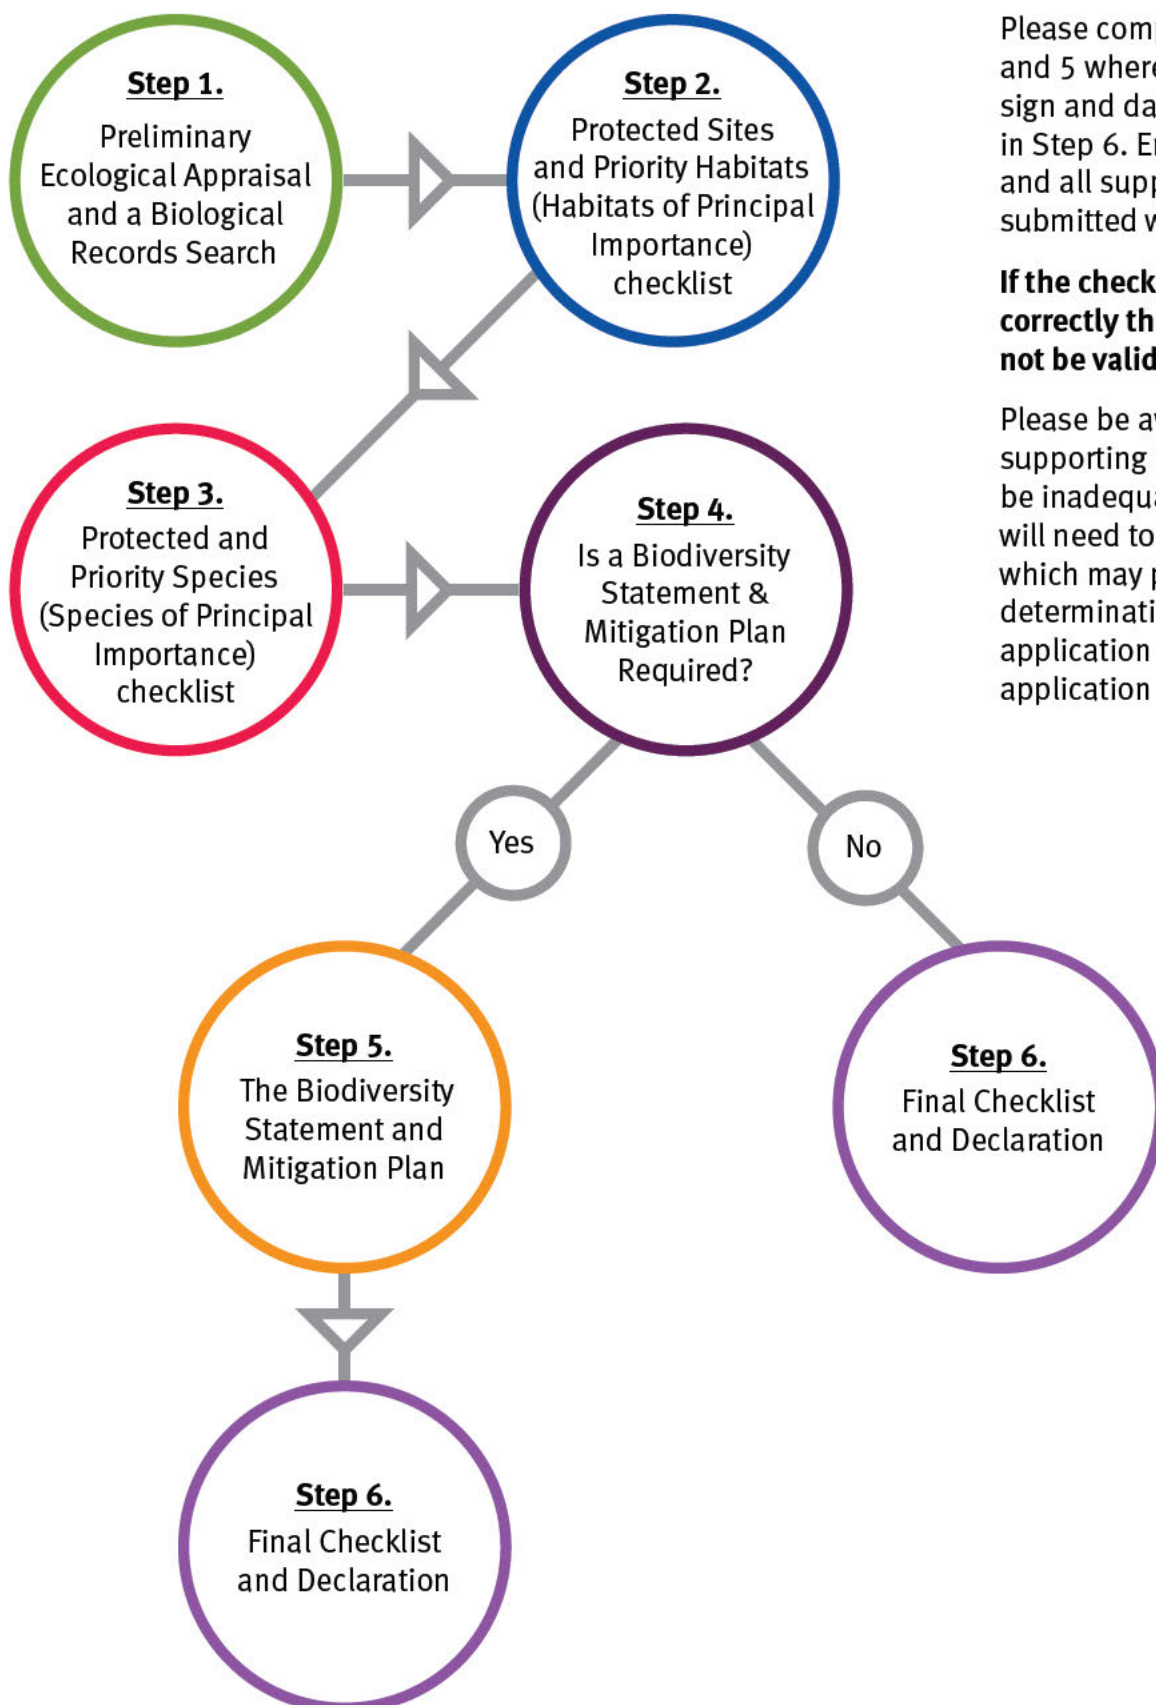 Step 1.
Preliminary
Ecological Appraisal
and a Biological
Records Search
Step 2.
Protected Sites
and Priority Habitats
(Habitats of Principal
Importance)
checklist
Step 3.
Protected and
Priority Species
(Species of Principal
Importance)
checklist
Step 4.
Is a Biodiversity
Statement &
Mitigation Plan
Required?
Yes
No
Step 5.
The Biodiversity
Statement and
Mitigation Plan
Step 6.
Final Checklist
and Declaration
Step 6.
Final Checklist
and Declaration
Please
and 5 where
sign and
in Step 6.
and all
submitted
If the
correctly
not be
Please be
supporting
be
will need to
which may
application
application